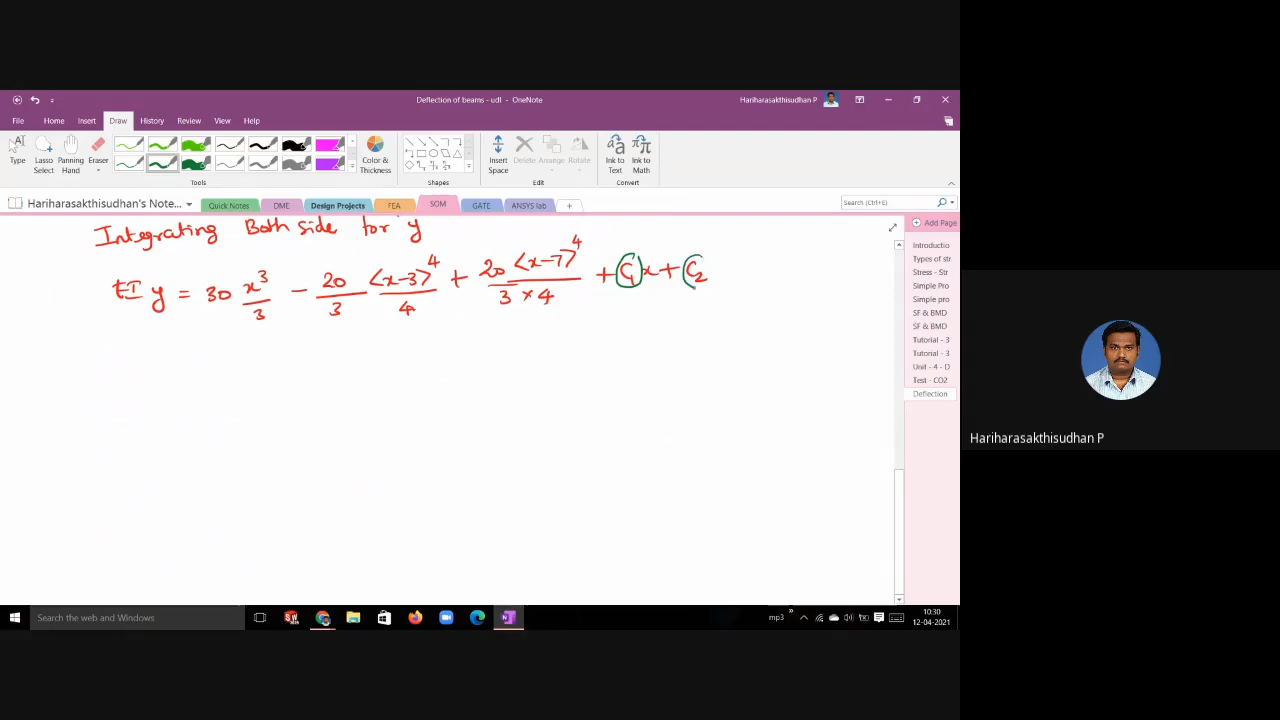 Deflection of beams - udl - OneNote
Hariharasakthisudhan P
File Home Insert Draw History Review View Help
Type
Lasso Select
Panning Hand
Eraser
Color & Thickness
Insert Space
Delete
Arrange
Rotate
Ink to Text
Ink to Math
Tools
Shapes
Edit
Convert
Hariharasakthisudhan's Note...
Quick Notes
DME
Design Projects
FEA
SOM
GATE
ANSYS lab
+
Search (Ctrl+E)
Add Page
Introductio
Types of str
Stress - Str
Simple Pro
Simple pro
SF & BMD
SF & BMD
Tutorial - 3
Tutorial - 3
Unit - 4 - D
Test - CO2
Deflection
Integrating Both side for y
EI y = 30 x³/3 - 20/3 <x-3>⁴/4 + 20 <x-7>⁴/3×4 + C₁x + C₂
Hariharasakthisudhan P
Search the web and Windows
mp3
10:30
12-04-2021